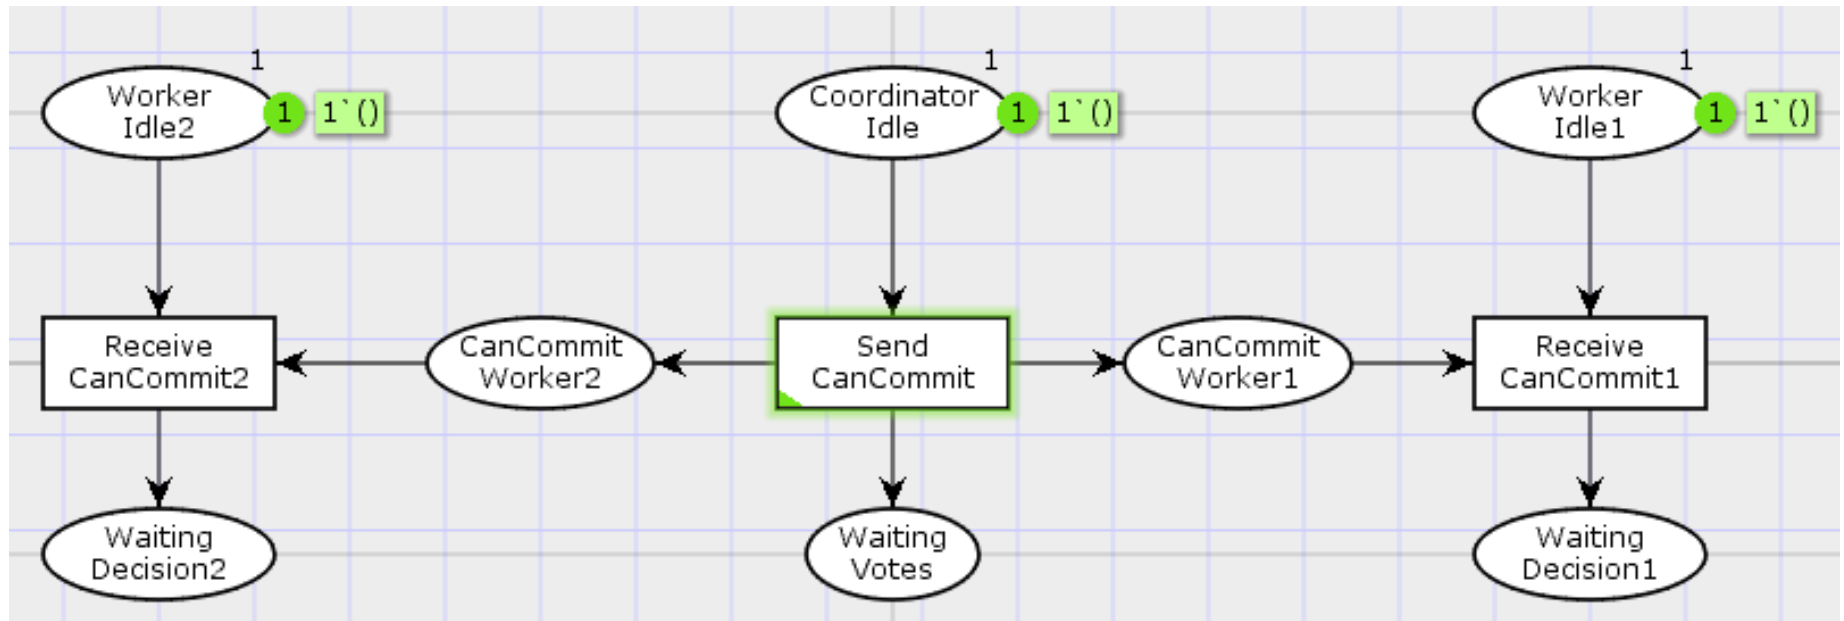 1
Worker
Idle2
1
1`()
1
Coordinator
Idle
1
1`()
1
Worker
Idle1
1
1`()
Receive
CanCommit2
CanCommit
Worker2
Send
CanCommit
CanCommit
Worker1
Receive
CanCommit1
Waiting
Decision2
Waiting
Votes
Waiting
Decision1